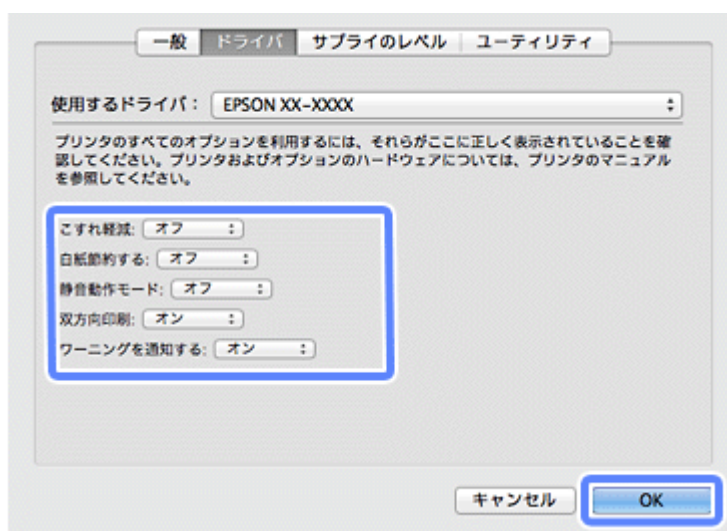 一般 ドライバ サプライのレベル ユーティリティ
使用するドライバ： EPSON XX-XXXX
プリンタのすべてのオプションを利用するには、それらがここに正しく表示されていることを確
認してください。プリンタおよびオプションのハードウェアについては、プリンタのマニュアル
を参照してください。
こすれ軽減: オフ
白紙節約する: オフ
静音動作モード: オフ
双方向印刷: オン
ワーニングを通知する: オン
キャンセル OK